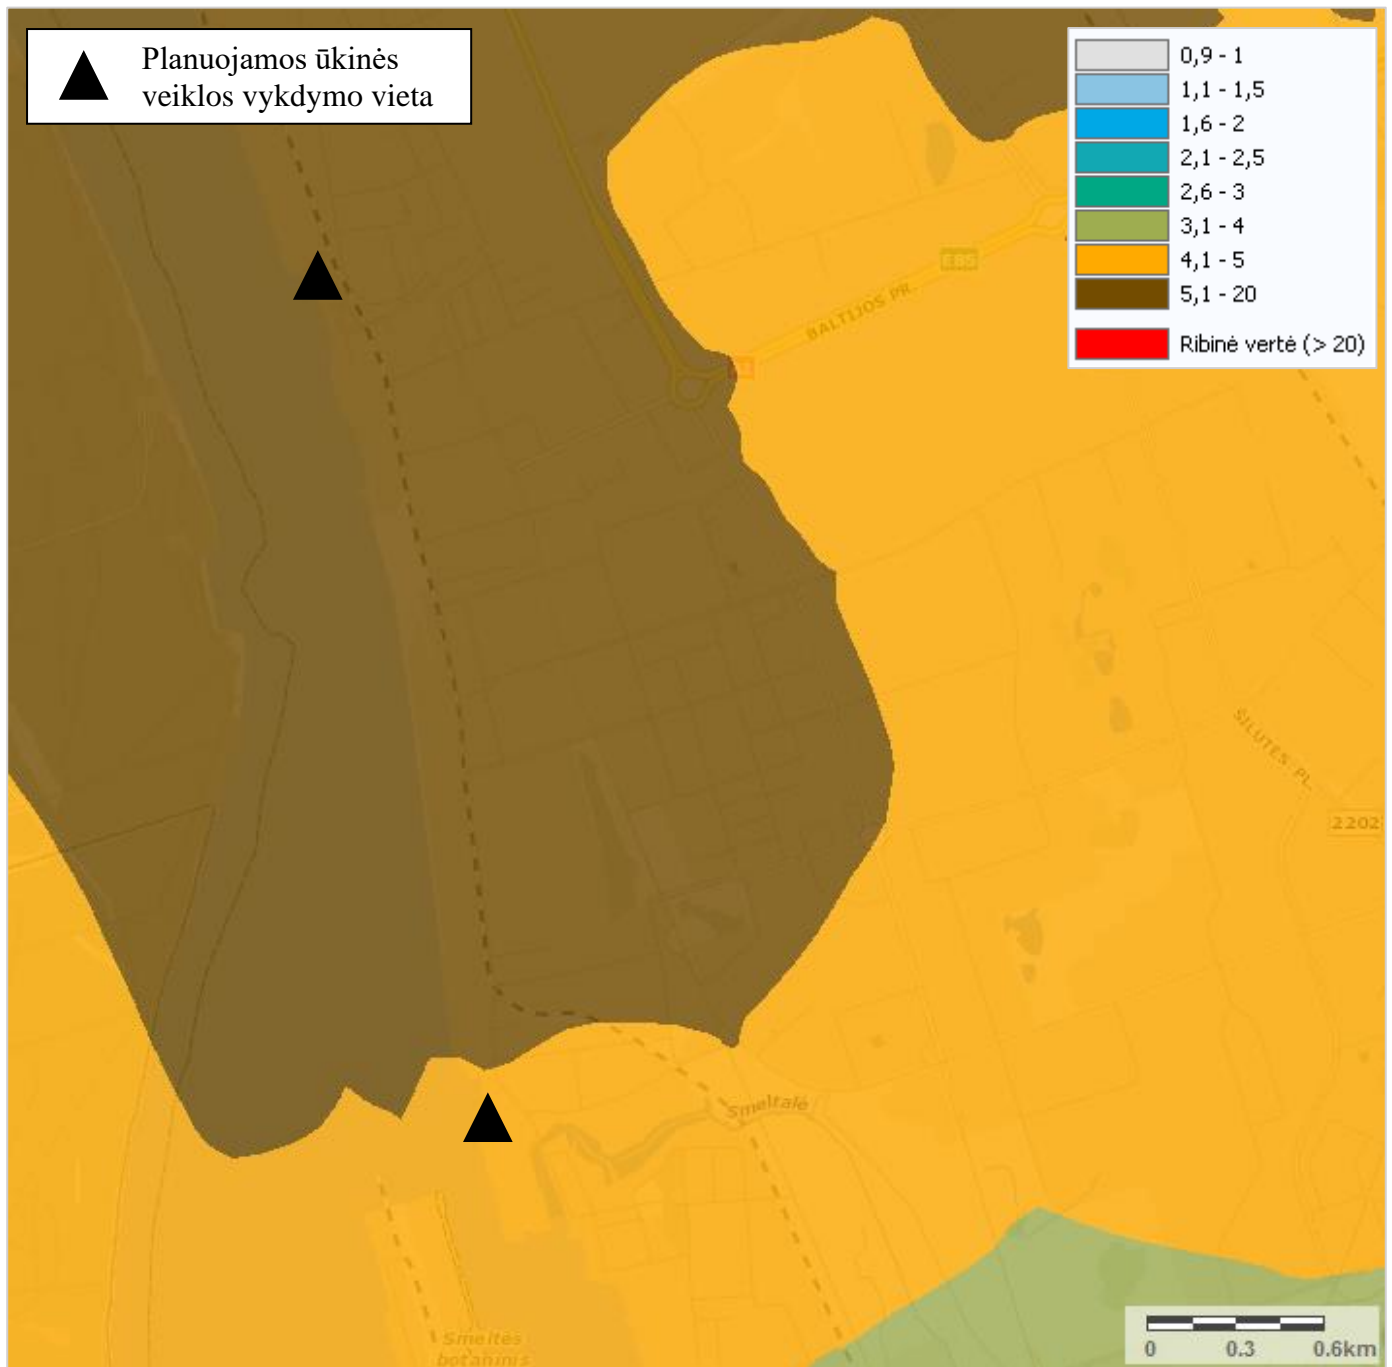 Planuojamos ūkinės
veiklos vykdymo vieta
0,9 - 1
1,1 - 1,5
1,6 - 2
2,1 - 2,5
2,6 - 3
3,1 - 4
4,1 - 5
5,1 - 20
Ribinė vertė (> 20)
E85
BALTIJOS PR.
ŠILUTĖS PL.
2202
Smeltalė
Smeltės
botaninis
0 0.3 0.6km